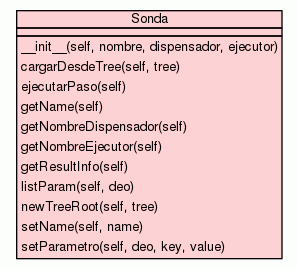 Sonda
__init__(self, nombre, dispensador, ejecutor)
cargarDesdeTree(self, tree)
ejecutarPaso(self)
getName(self)
getNombreDispensador(self)
getNombreEjecutor(self)
getResultInfo(self)
listParam(self, deo)
newTreeRoot(self, tree)
setName(self, name)
setParametro(self, deo, key, value)